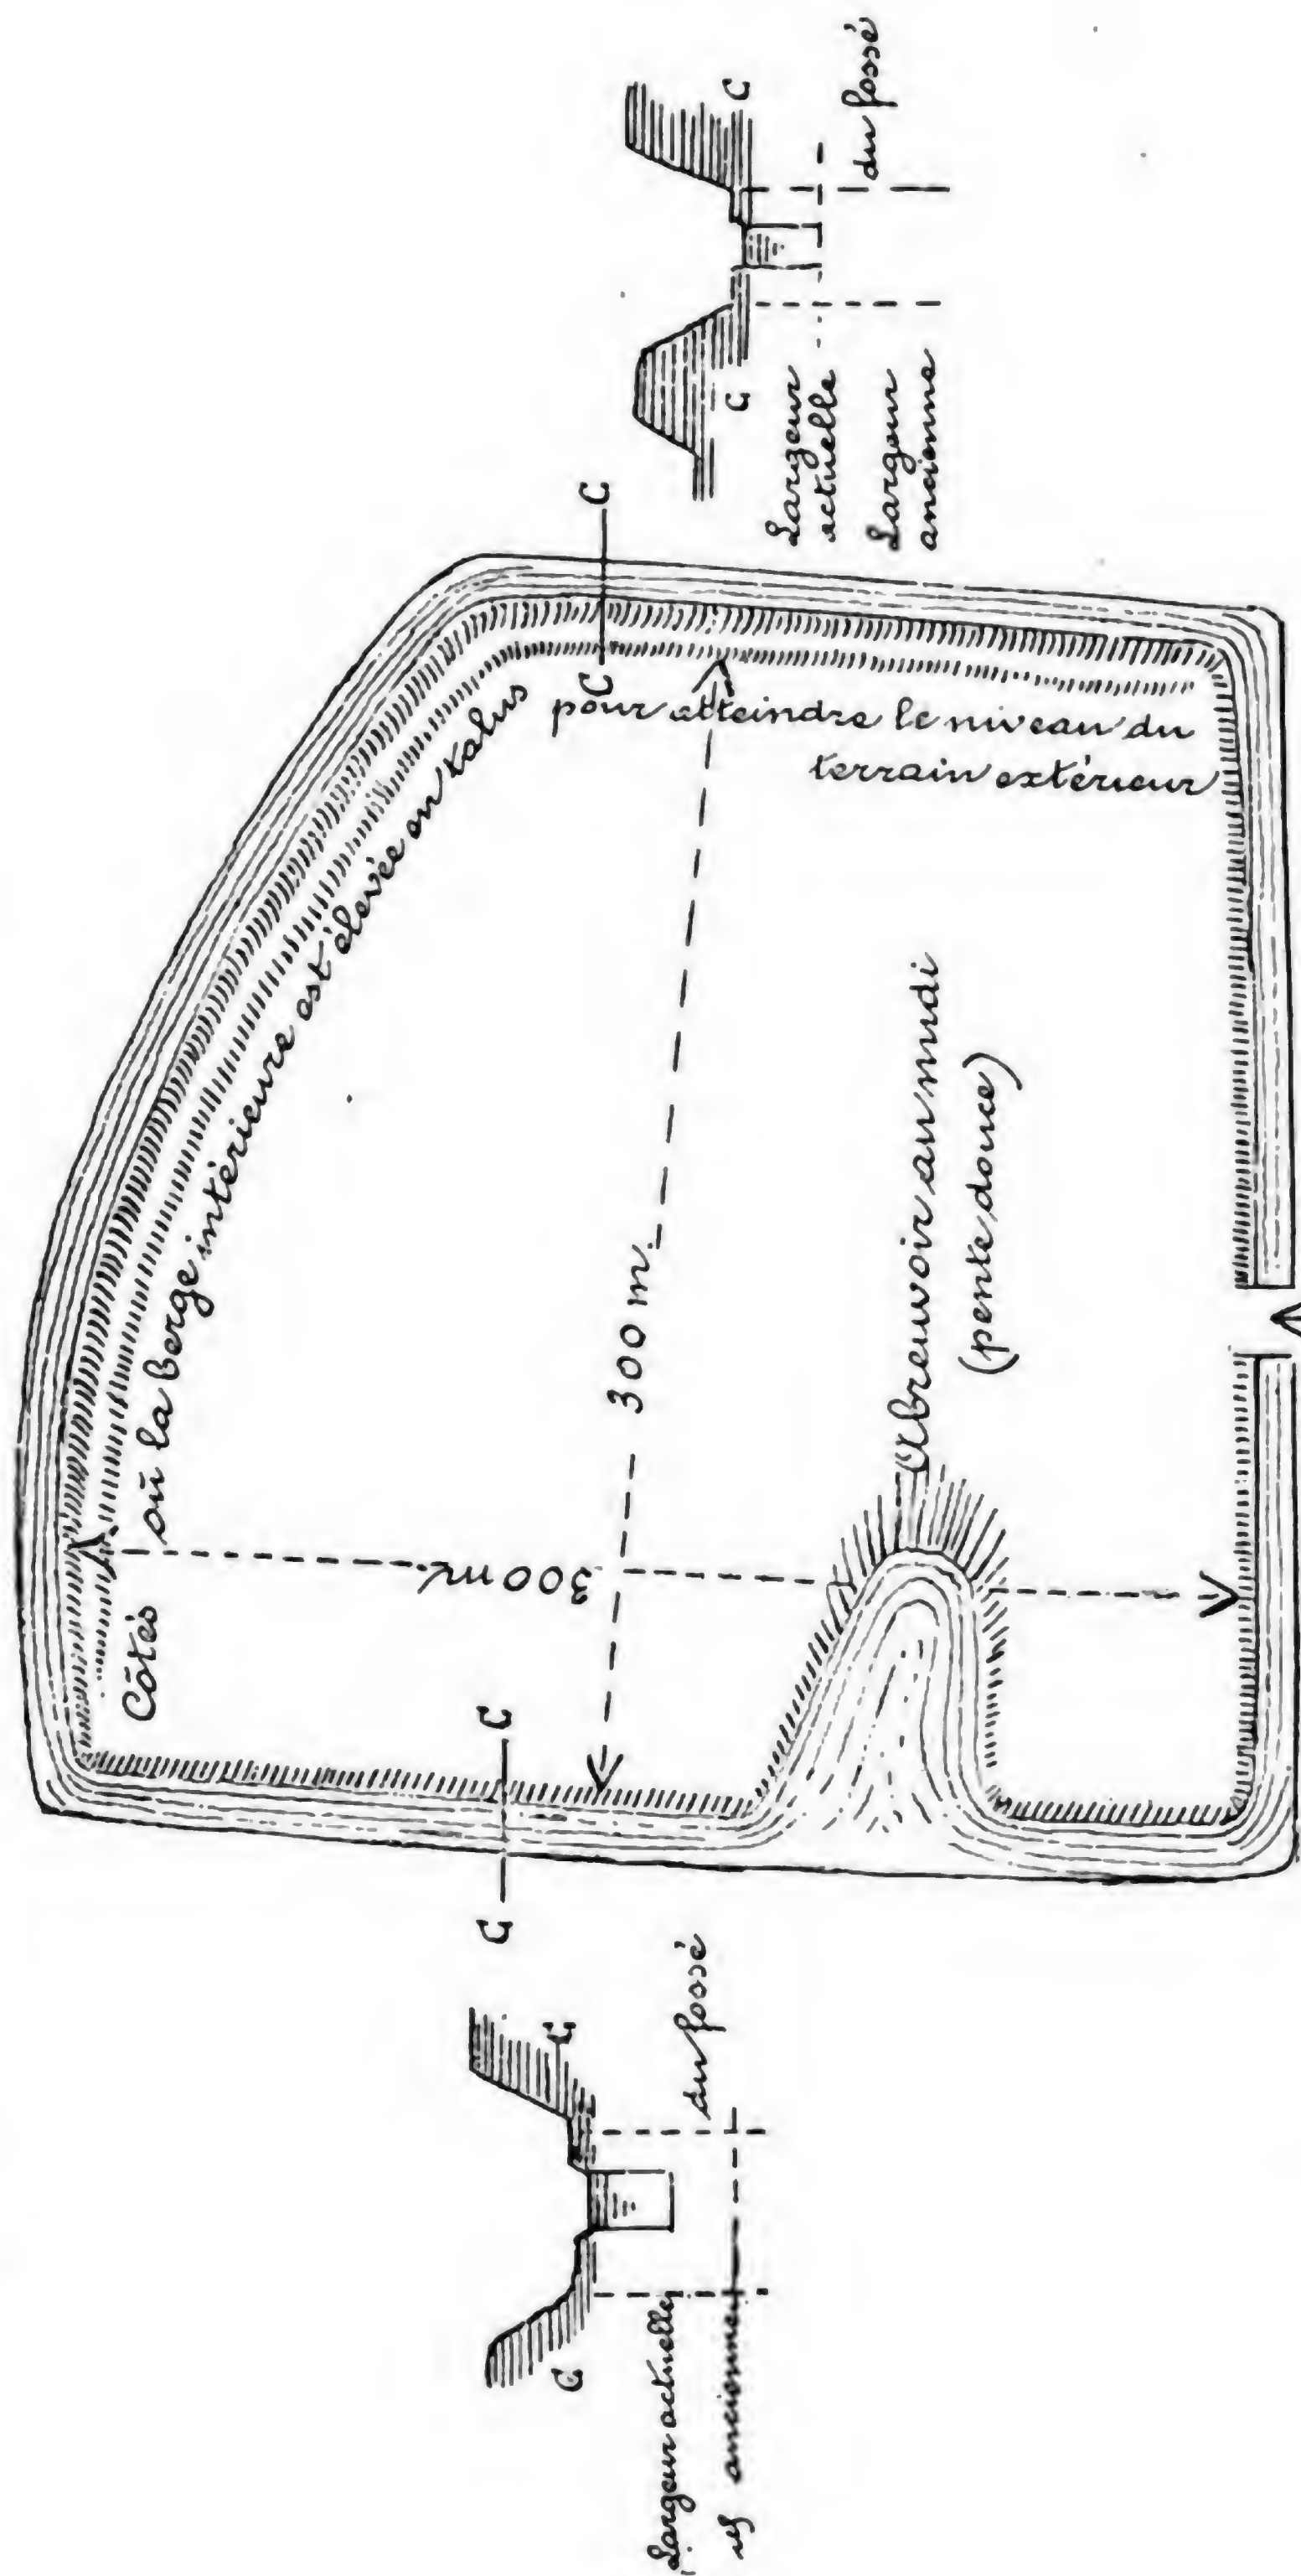 Côtés
où la berge intérieure est élevée en talus
pour atteindre le niveau du
terrain extérieur
300 m.
300 m.
Abreuvoir au midi
(pente douce)
C
C
C
C
C
C
Largeur actuelle
id ancienne
du fossé
C
C
Largeur
actuelle
Largeur
ancienne
du fossé